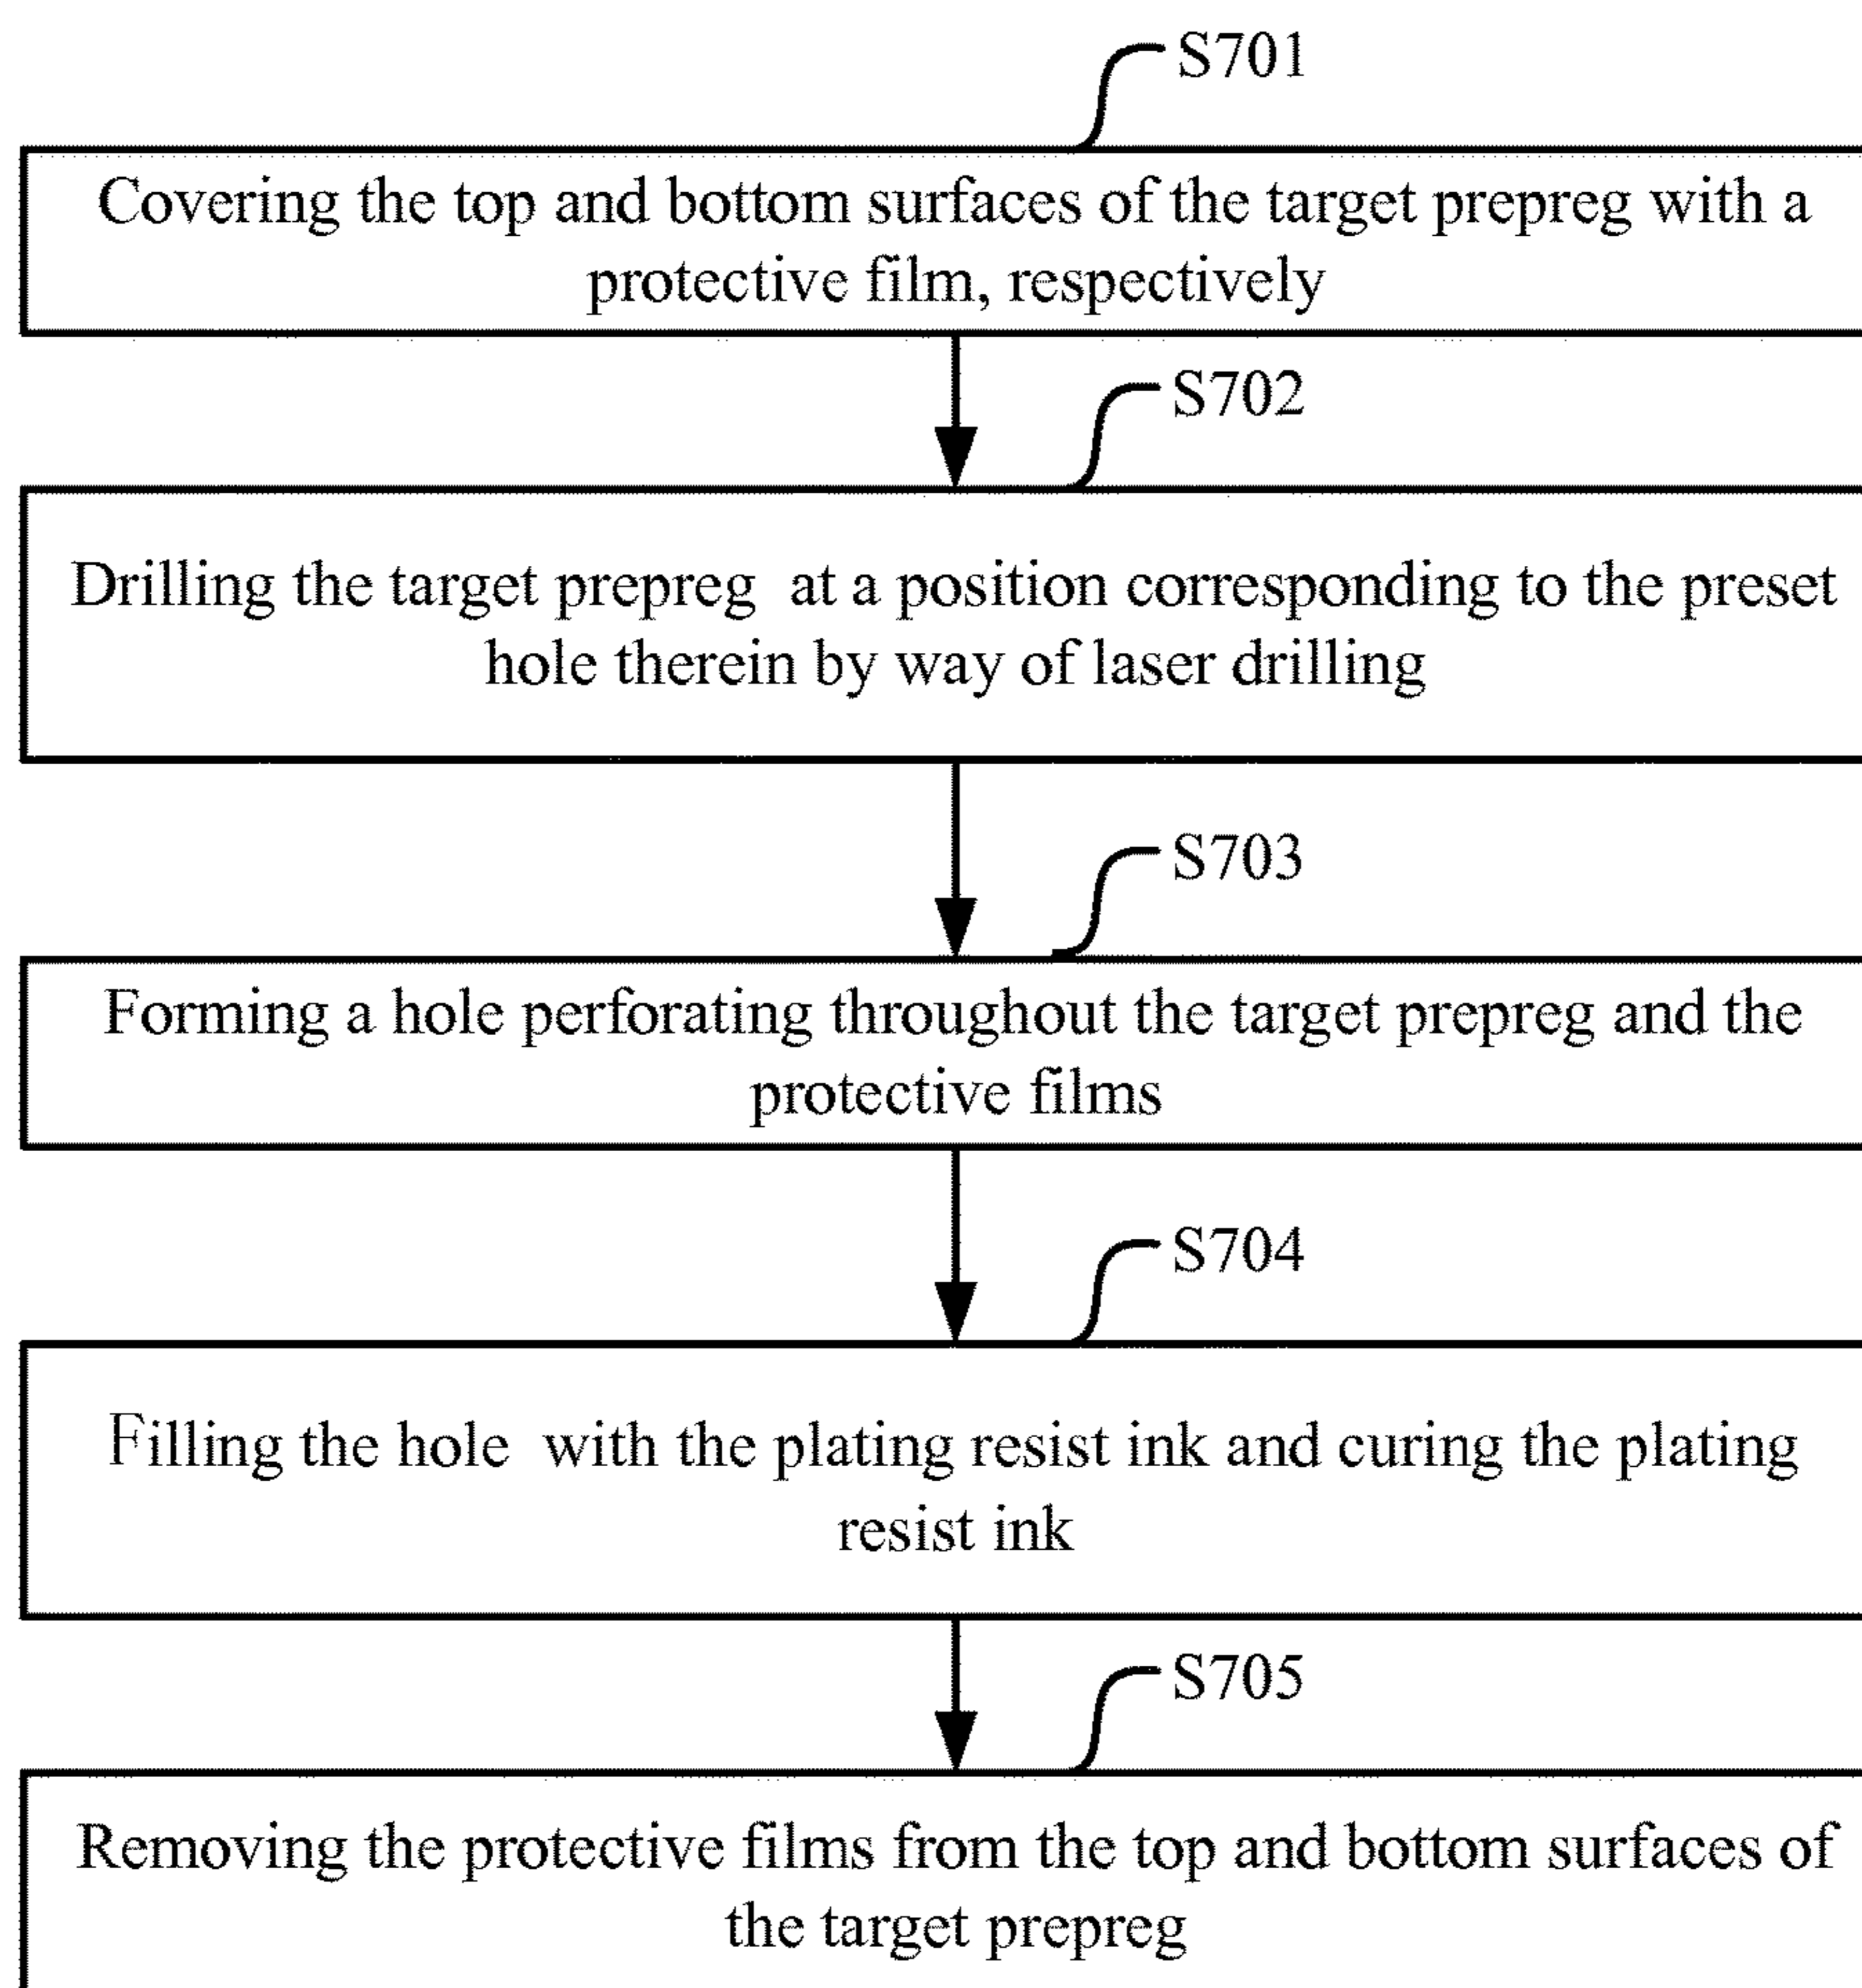 S701
Covering the top and bottom surfaces of the target prepreg with a
protective film, respectively
S702
Drilling the target prepreg at a position corresponding to the preset
hole therein by way of laser drilling
S703
Forming a hole perforating throughout the target prepreg and the
protective films
S704
Filling the hole with the plating resist ink and curing the plating
resist ink
S705
Removing the protective films from the top and bottom surfaces of
the target prepreg